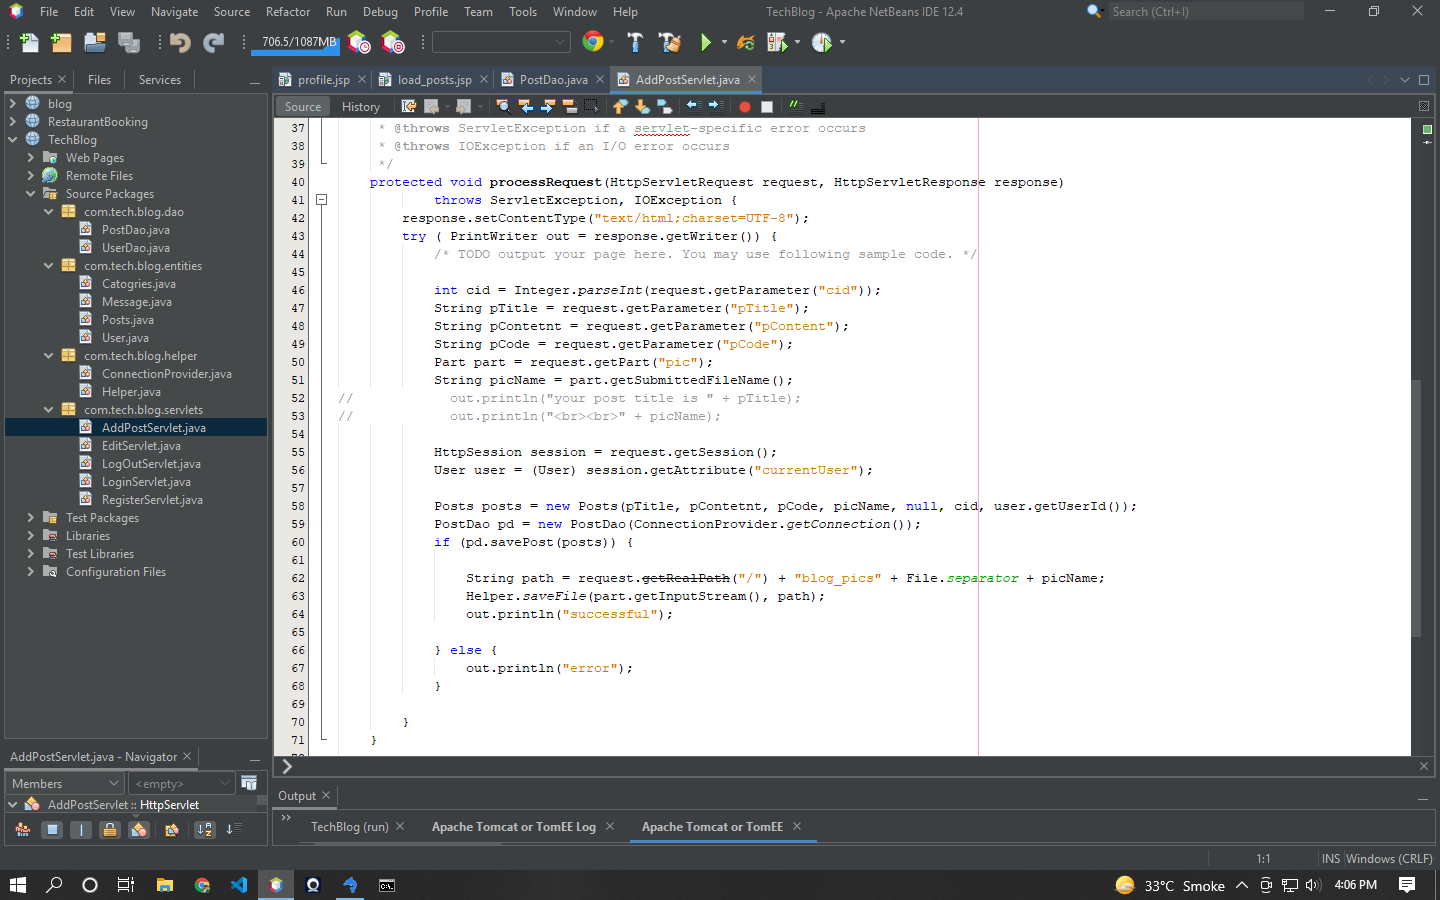 File Edit View Navigate Source Refactor Run Debug Profile Team Tools Window Help
TechBlog - Apache NetBeans IDE 12.4
Search (Ctrl+I)
706.5/1087MB
Projects Files Services
profile.jsp load_posts.jsp PostDao.java AddPostServlet.java
Source History
blog
RestaurantBooking
TechBlog
Web Pages
Remote Files
Source Packages
com.tech.blog.dao
PostDao.java
UserDao.java
com.tech.blog.entities
Catogries.java
Message.java
Posts.java
User.java
com.tech.blog.helper
ConnectionProvider.java
Helper.java
com.tech.blog.servlets
AddPostServlet.java
EditServlet.java
LogOutServlet.java
LoginServlet.java
RegisterServlet.java
Test Packages
Libraries
Test Libraries
Configuration Files
37 * @throws ServletException if a servlet-specific error occurs
38 * @throws IOException if an I/O error occurs
39 */
40 protected void processRequest(HttpServletRequest request, HttpServletResponse response)
41 throws ServletException, IOException {
42 response.setContentType("text/html;charset=UTF-8");
43 try ( PrintWriter out = response.getWriter()) {
44 /* TODO output your page here. You may use following sample code. */
45
46 int cid = Integer.parseInt(request.getParameter("cid"));
47 String pTitle = request.getParameter("pTitle");
48 String pContetnt = request.getParameter("pContent");
49 String pCode = request.getParameter("pCode");
50 Part part = request.getPart("pic");
51 String picName = part.getSubmittedFileName();
52 // out.println("your post title is " + pTitle);
53 // out.println("<br><br>" + picName);
54
55 HttpSession session = request.getSession();
56 User user = (User) session.getAttribute("currentUser");
57
58 Posts posts = new Posts(pTitle, pContetnt, pCode, picName, null, cid, user.getUserId());
59 PostDao pd = new PostDao(ConnectionProvider.getConnection());
60 if (pd.savePost(posts)) {
61
62 String path = request.getRealPath("/") + "blog_pics" + File.separator + picName;
63 Helper.saveFile(part.getInputStream(), path);
64 out.println("successful");
65
66 } else {
67 out.println("error");
68 }
69
70 }
71 }
AddPostServlet.java - Navigator
Members <empty>
AddPostServlet :: HttpServlet
Output
TechBlog (run) Apache Tomcat or TomEE Log Apache Tomcat or TomEE
1:1 INS Windows (CRLF)
33°C Smoke 4:06 PM